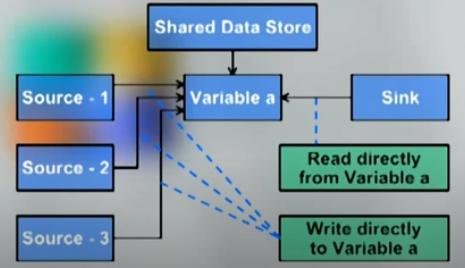 Shared Data Store
Source - 1
Variable a
Sink
Source - 2
Read directly
from Variable a
Source - 3
Write directly
to Variable a